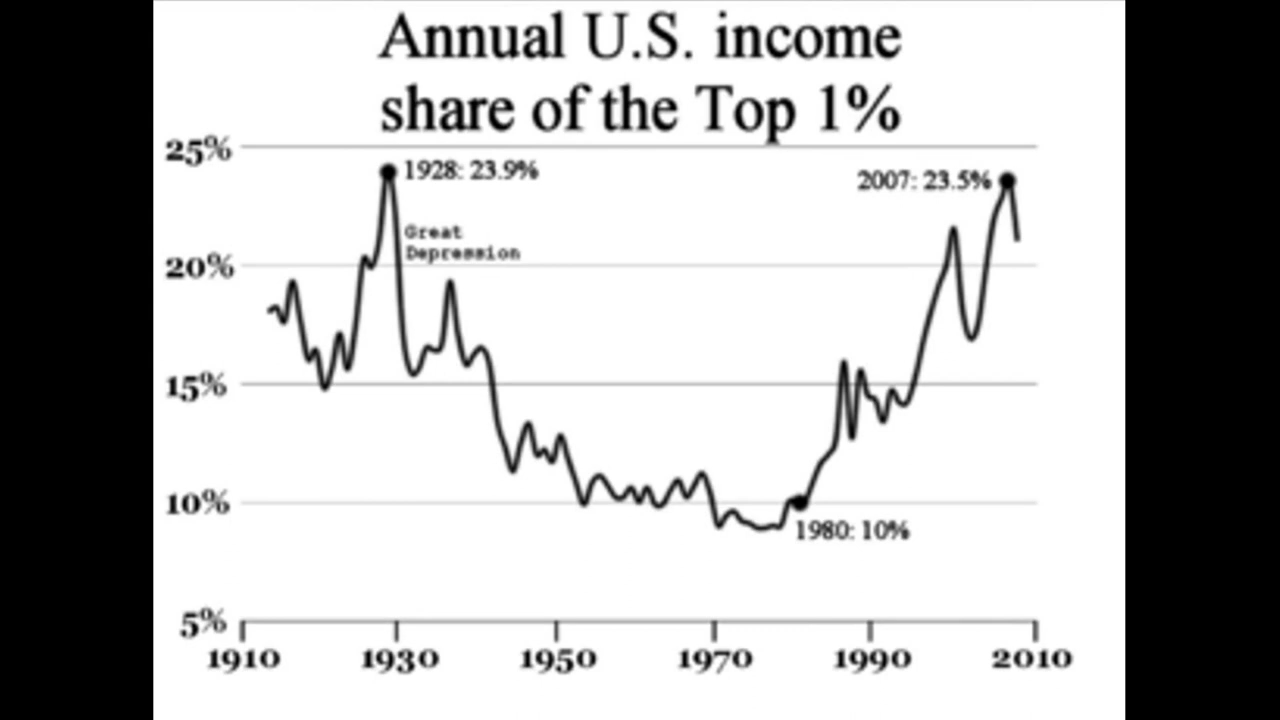 Annual U.S. income
share of the Top 1%
25%
1928: 23.9%
2007: 23.5%
Great
Depression
20%
15%
10%
1980: 10%
5%
1910 1930 1950 1970 1990 2010